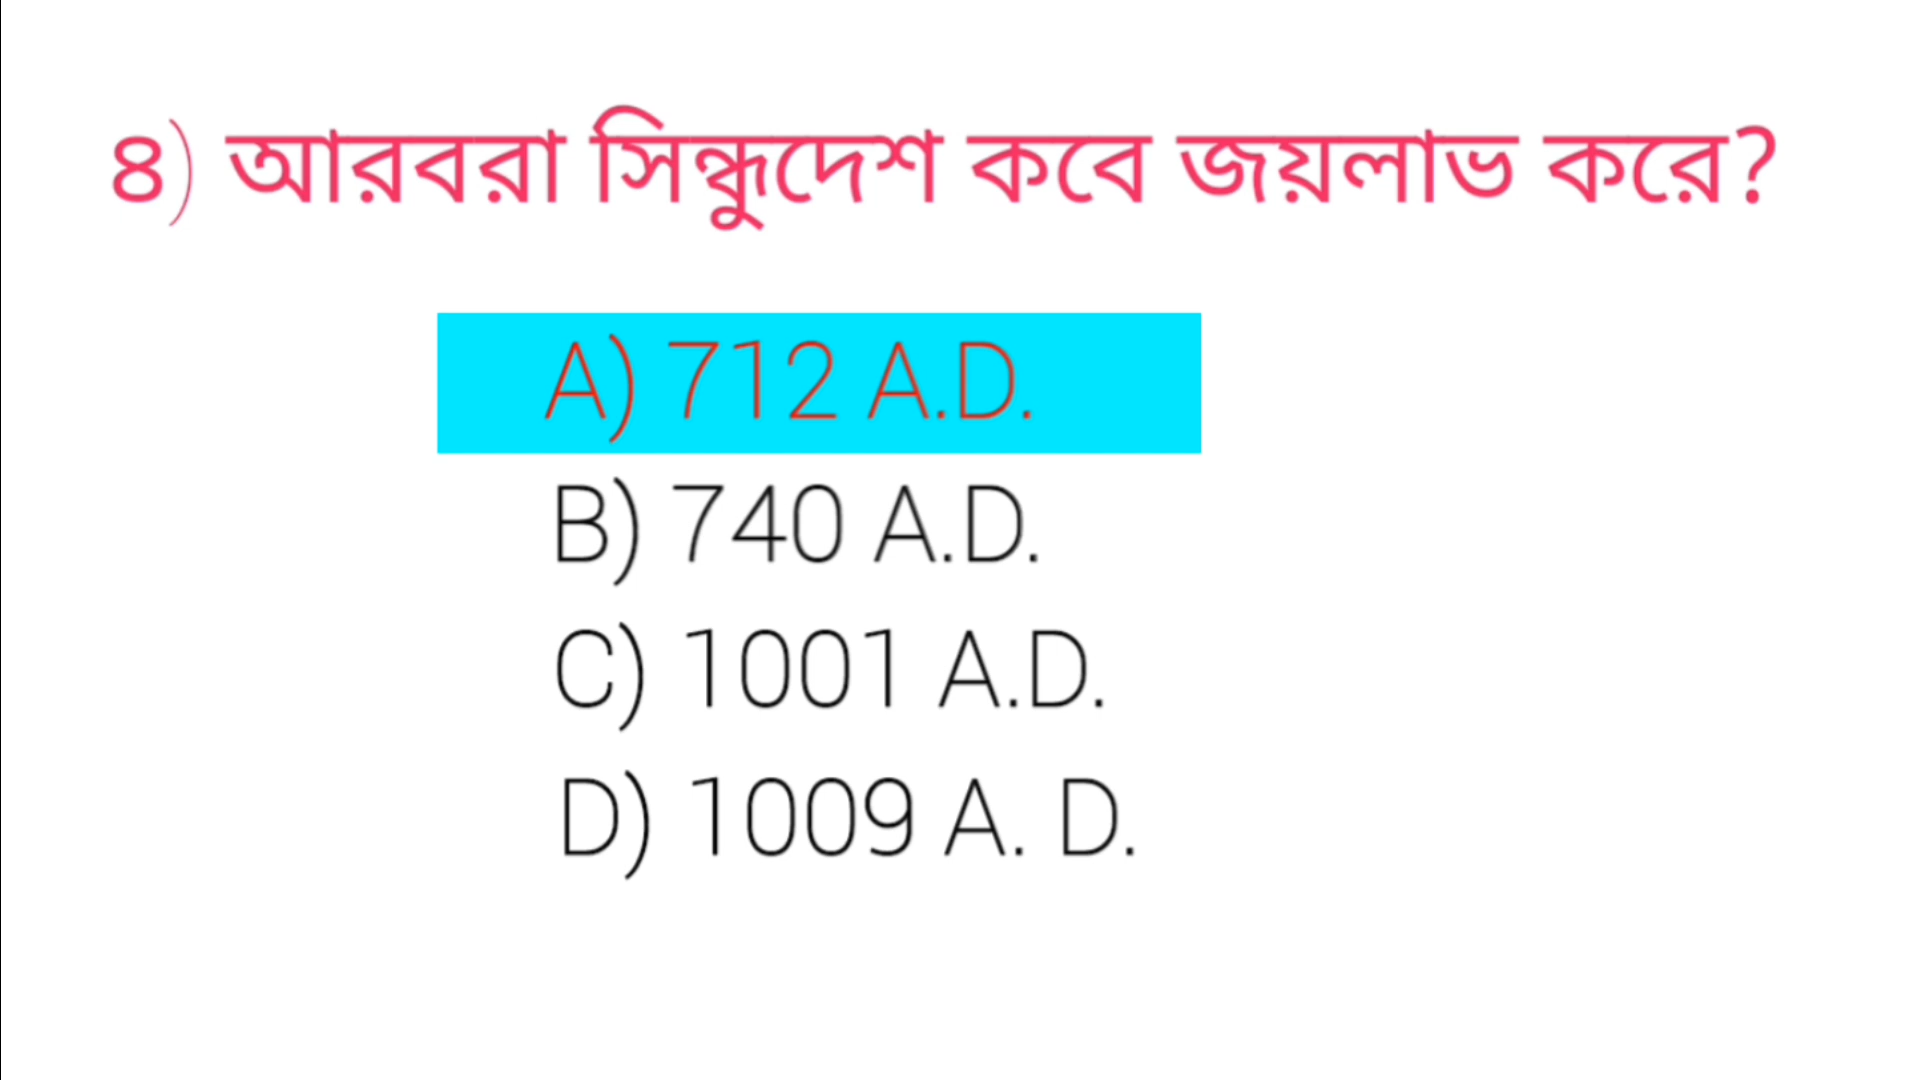 ৪) আরবরা সিন্ধুদেশ কবে জয়লাভ করে?
A) 712 A.D.
B) 740 A.D.
C) 1001 A.D.
D) 1009 A. D.